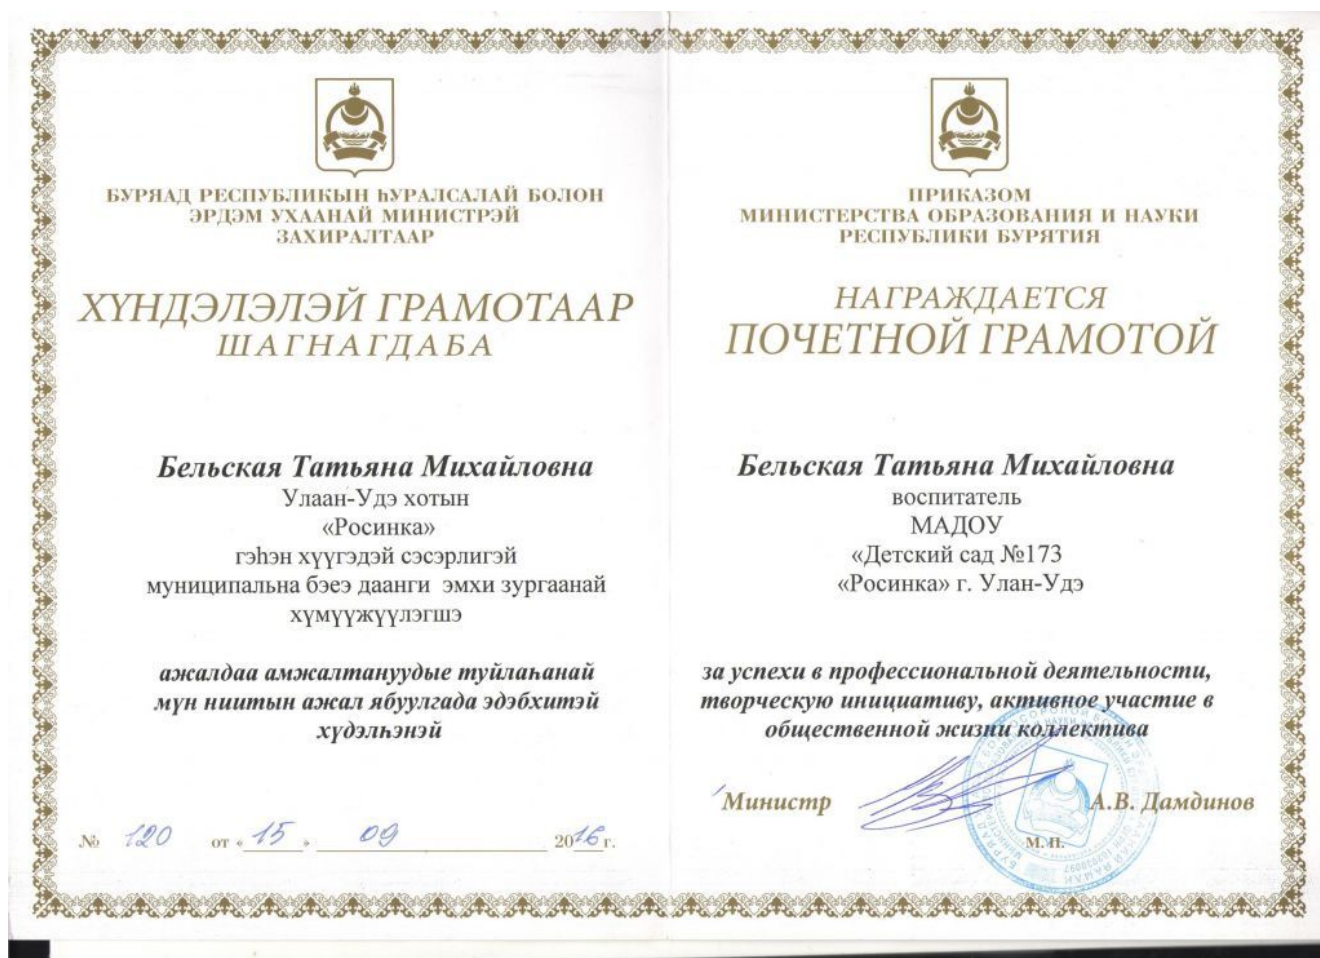 БУРЯАД РЕСПУБЛИКЫН ҺУРАЛСАЛАЙ БОЛОН
ЭРДЭМ УХААНАЙ МИНИСТРЭЙ
ЗАХИРАЛТААР
ХҮНДЭЛЭЛЭЙ ГРАМОТААР
ШАГНАГДАБА
Бельская Татьяна Михайловна
Улаан-Удэ хотын
«Росинка»
гэһэн хүүгэдэй сэсэрлигэй
муниципальна бэеэ даанги эмхи зургаанай
хүмүүжүүлэгшэ
ажалдаа амжалтануудые туйлаһанай
мүн ниитын ажал ябуулгада эдэбхитэй
хүдэлһэнэй
№ 120 от «15» 09 2016 г.
ПРИКАЗОМ
МИНИСТЕРСТВА ОБРАЗОВАНИЯ И НАУКИ
РЕСПУБЛИКИ БУРЯТИЯ
НАГРАЖДАЕТСЯ
ПОЧЕТНОЙ ГРАМОТОЙ
Бельская Татьяна Михайловна
воспитатель
МАДОУ
«Детский сад №173
«Росинка» г. Улан-Удэ
за успехи в профессиональной деятельности,
творческую инициативу, активное участие в
общественной жизни коллектива
Министр А.В. Дамдинов
М. П.